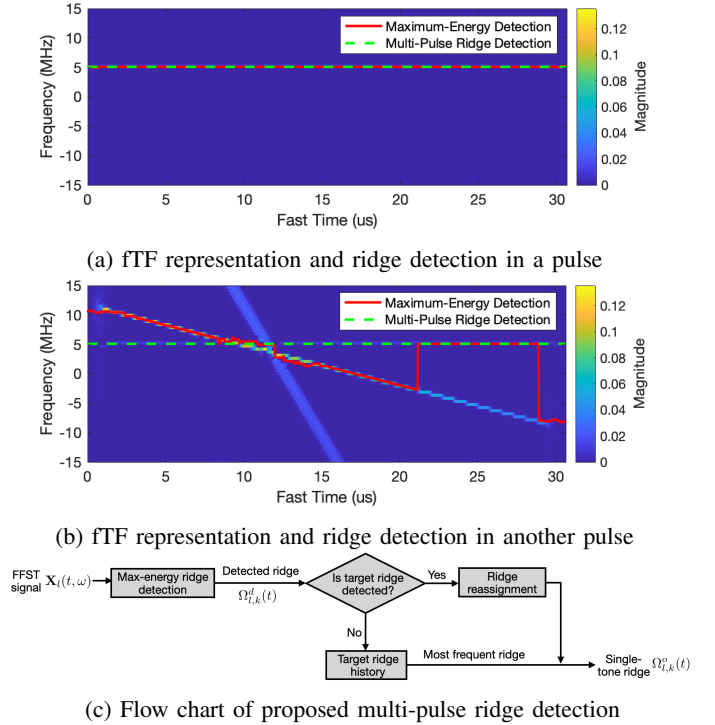 15
10
5
0
-5
-10
-15
Frequency (MHz)
Maximum-Energy Detection
Multi-Pulse Ridge Detection
0 5 10 15 20 25 30
Fast Time (us)
0.12
0.1
0.08
0.06
0.04
0.02
0
Magnitude
(a) fTF representation and ridge detection in a pulse
15
10
5
0
-5
-10
-15
Frequency (MHz)
Maximum-Energy Detection
Multi-Pulse Ridge Detection
0 5 10 15 20 25 30
Fast Time (us)
0.12
0.1
0.08
0.06
0.04
0.02
0
Magnitude
(b) fTF representation and ridge detection in another pulse
FFST
signal X_l(t, ω)
Max-energy ridge
detection
Detected ridge
Ω^d_{l,k}(t)
Is target ridge
detected?
Yes
Ridge
reassignment
No
Target ridge
history
Most frequent ridge
Single-
tone ridge Ω^o_{l,k}(t)
(c) Flow chart of proposed multi-pulse ridge detection